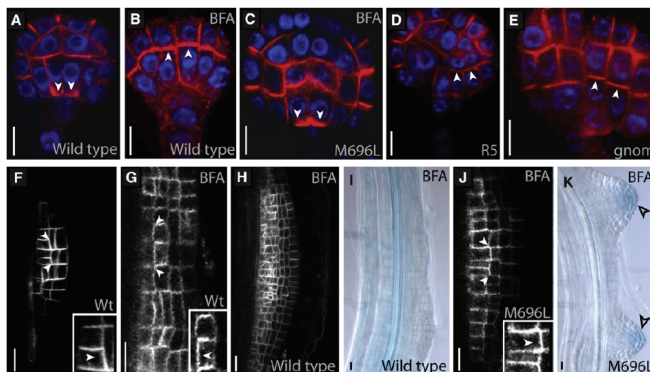 A
Wild type
B BFA
Wild type
C BFA
M696L
D
R5
E
gnom
F
Wt
G BFA
Wt
H BFA
Wild type
I BFA
Wild type
J BFA
M696L
K BFA
M696L